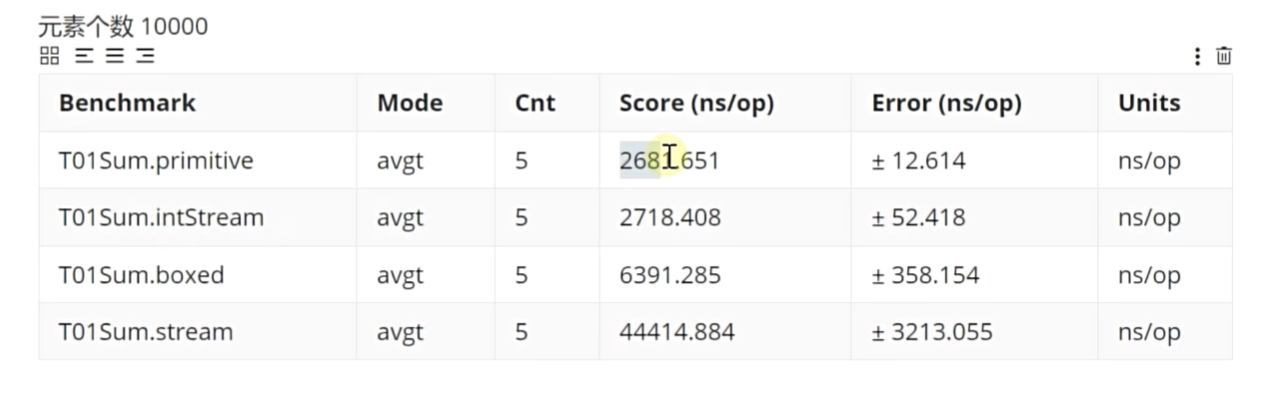 元素个数 10000
Benchmark Mode Cnt Score (ns/op) Error (ns/op) Units
T01Sum.primitive avgt 5 2681.651 ± 12.614 ns/op
T01Sum.intStream avgt 5 2718.408 ± 52.418 ns/op
T01Sum.boxed avgt 5 6391.285 ± 358.154 ns/op
T01Sum.stream avgt 5 44414.884 ± 3213.055 ns/op